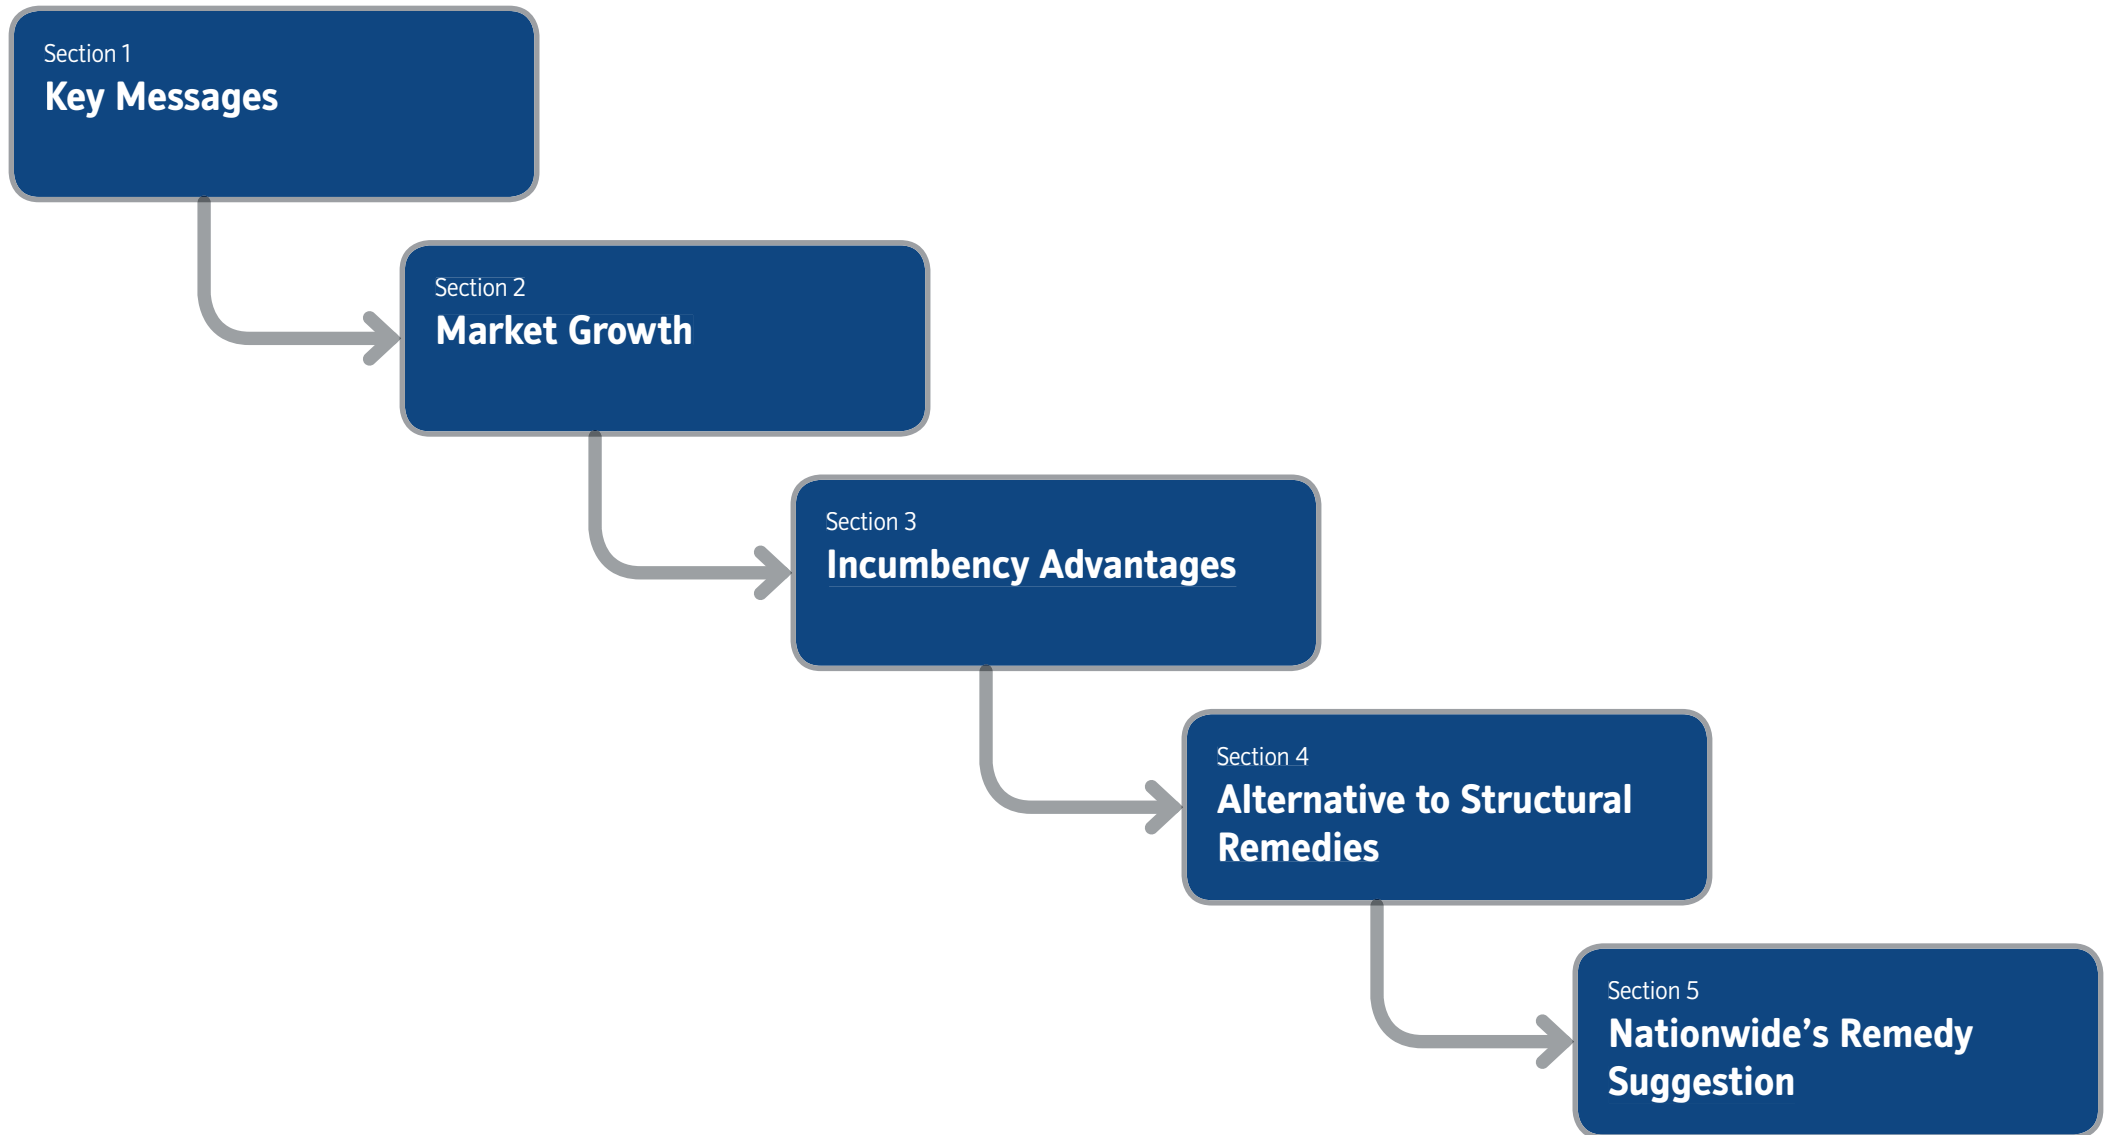 Section 1
Key Messages
Section 2
Market Growth
Section 3
Incumbency Advantages
Section 4
Alternative to Structural
Remedies
Section 5
Nationwide’s Remedy
Suggestion